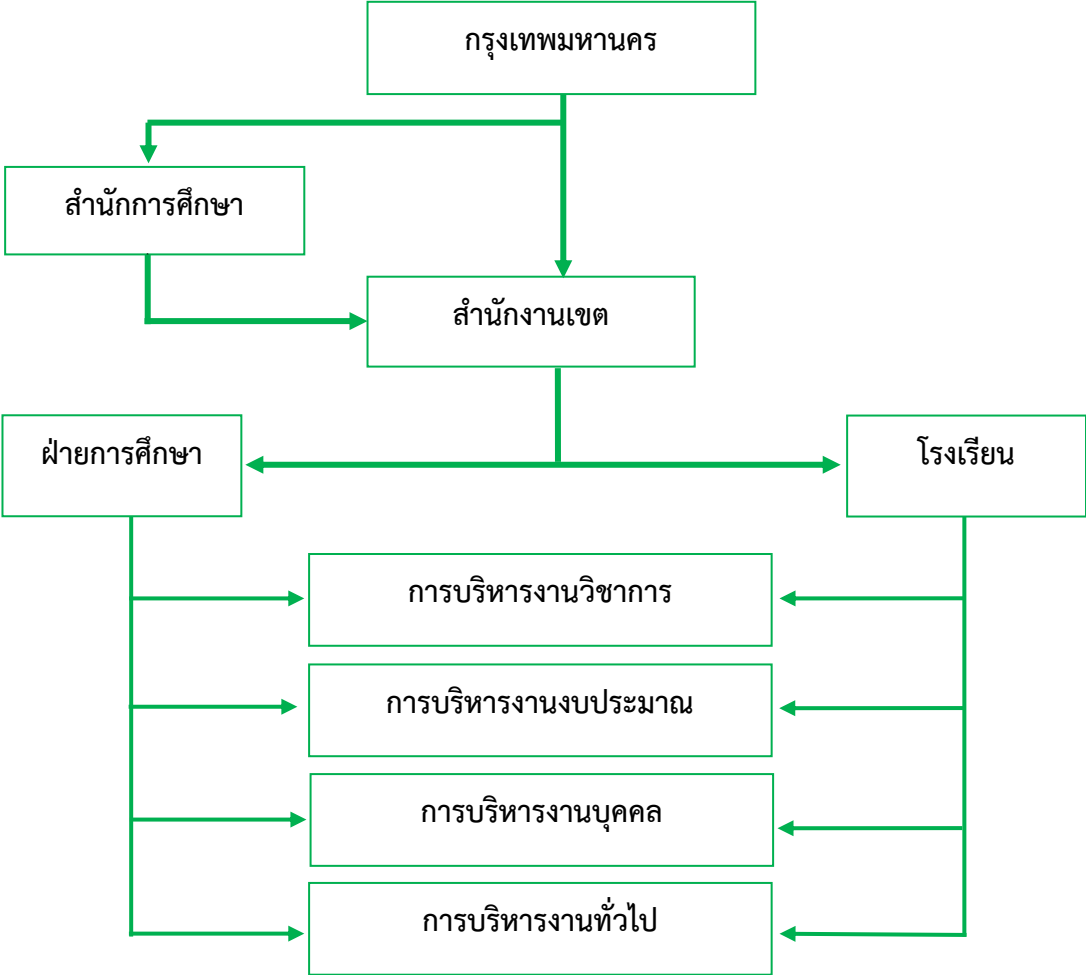 กรุงเทพมหานคร
สำนักการศึกษา
สำนักงานเขต
ฝ่ายการศึกษา
โรงเรียน
การบริหารงานวิชาการ
การบริหารงานงบประมาณ
การบริหารงานบุคคล
การบริหารงานทั่วไป